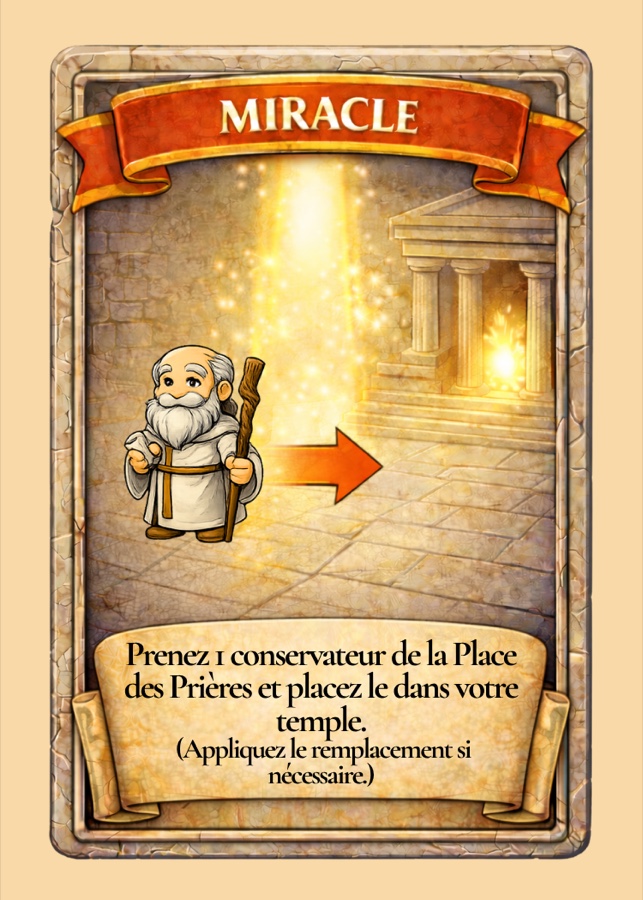 MIRACLE
Prenez 1 conservateur de la Place
des Prières et placez le dans votre
temple.
(Appliquez le remplacement si
nécessaire.)